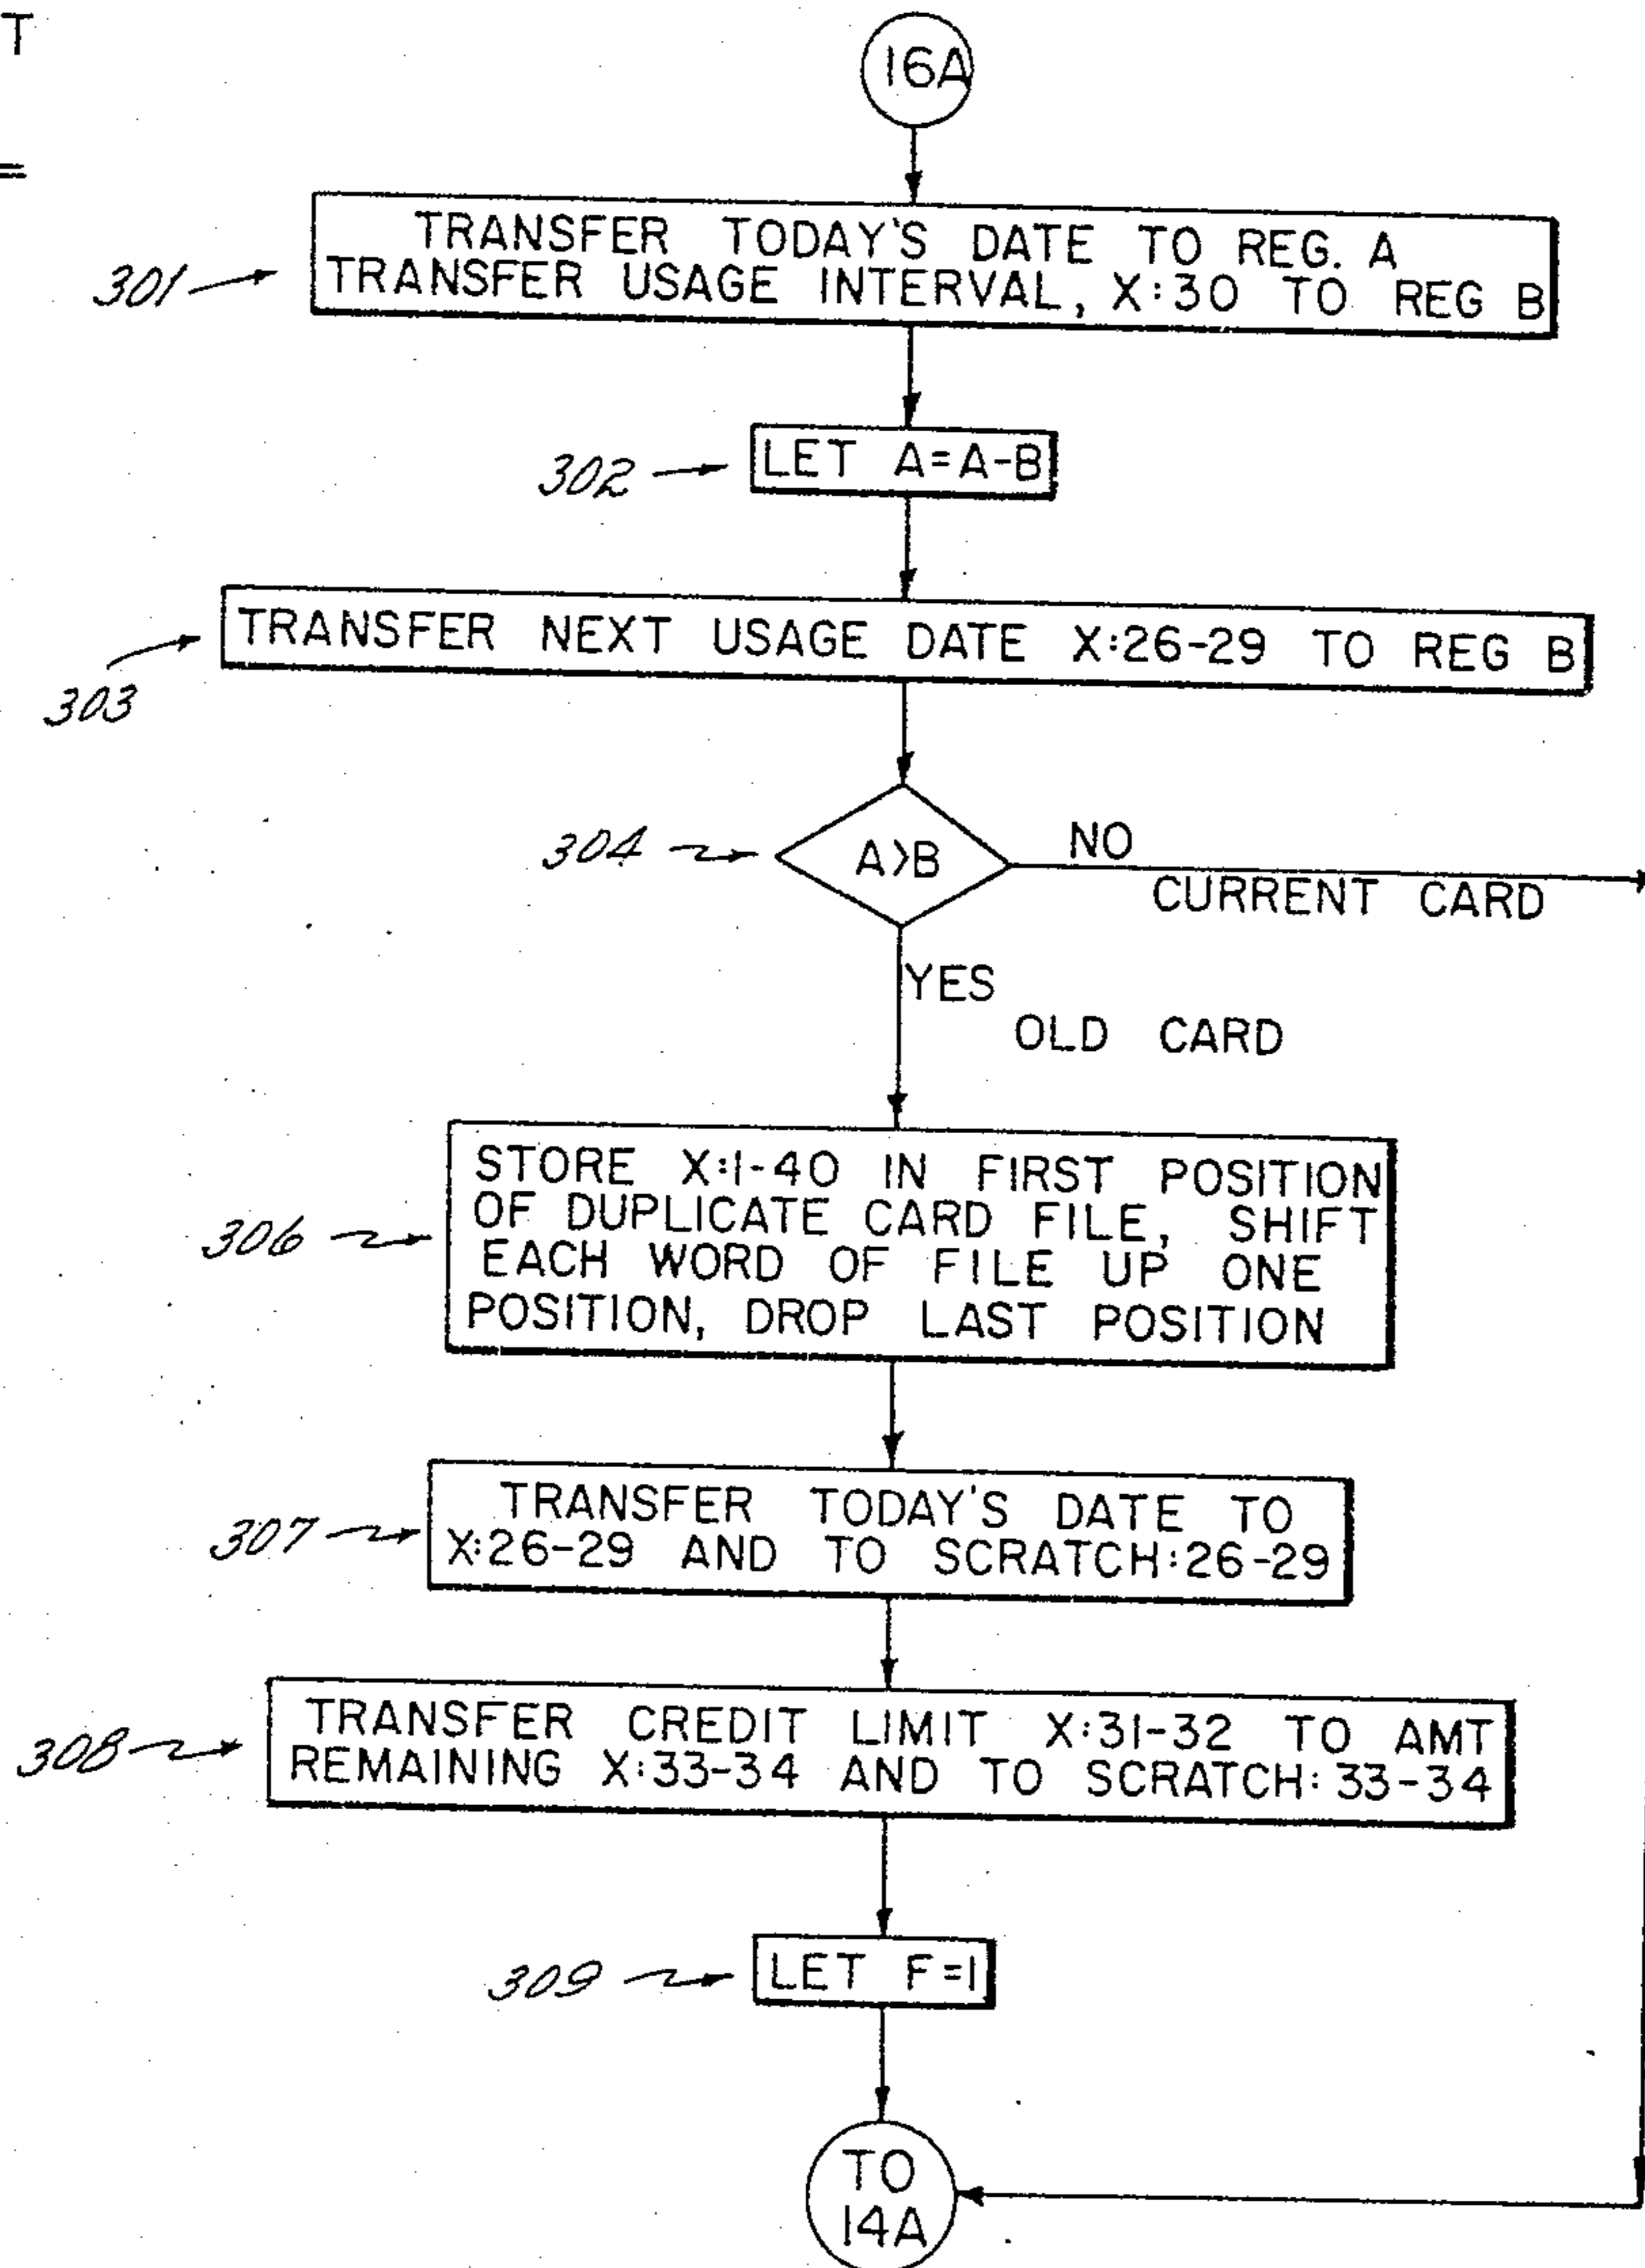 T
=
16A
301
TRANSFER TODAY'S DATE TO REG. A
TRANSFER USAGE INTERVAL, X:30 TO REG B
302
LET A=A-B
303
TRANSFER NEXT USAGE DATE X:26-29 TO REG B
304
A>B
NO
CURRENT CARD
YES
OLD CARD
306
STORE X:1-40 IN FIRST POSITION
OF DUPLICATE CARD FILE, SHIFT
EACH WORD OF FILE UP ONE
POSITION, DROP LAST POSITION
307
TRANSFER TODAY'S DATE TO
X:26-29 AND TO SCRATCH:26-29
308
TRANSFER CREDIT LIMIT X:31-32 TO AMT
REMAINING X:33-34 AND TO SCRATCH:33-34
309
LET F=1
TO
14A